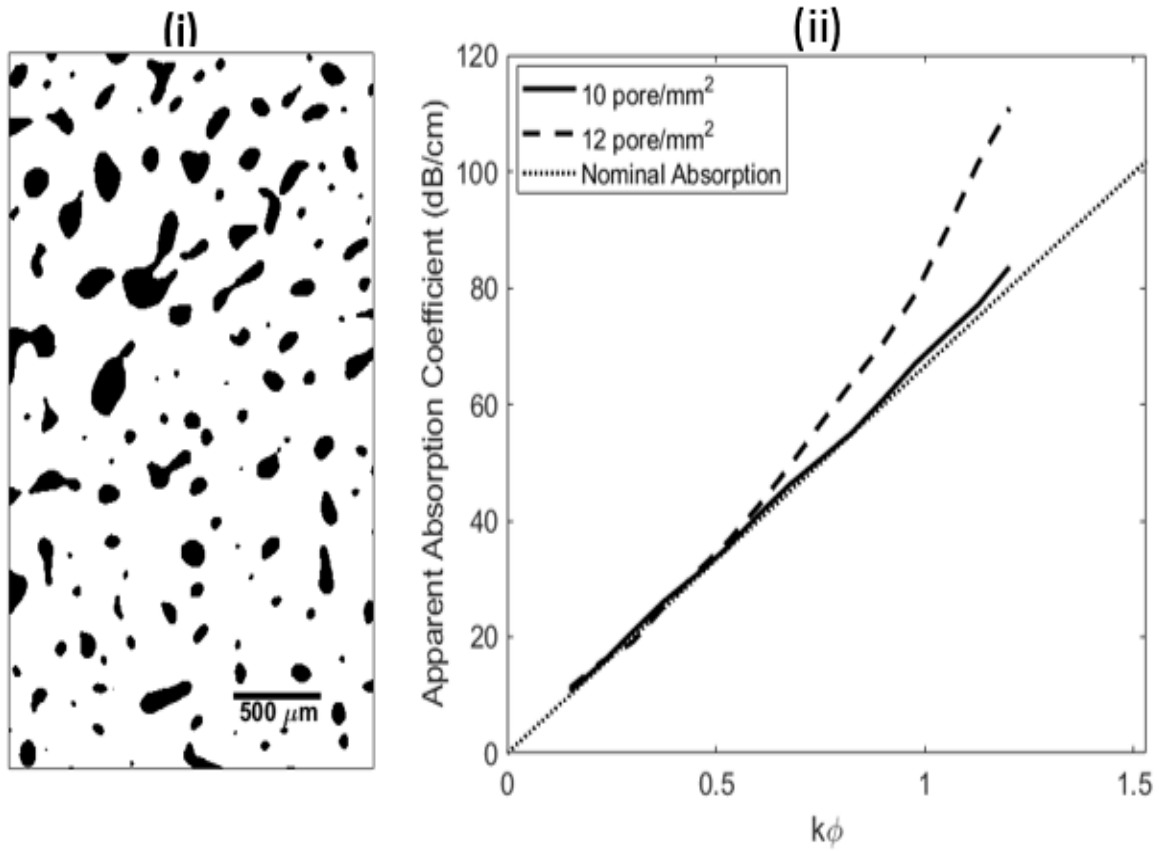 (i)
500 μm
(ii)
120
100
80
60
40
20
0
Apparent Absorption Coefficient (dB/cm)
10 pore/mm²
12 pore/mm²
Nominal Absorption
0
0.5
1
1.5
kϕ